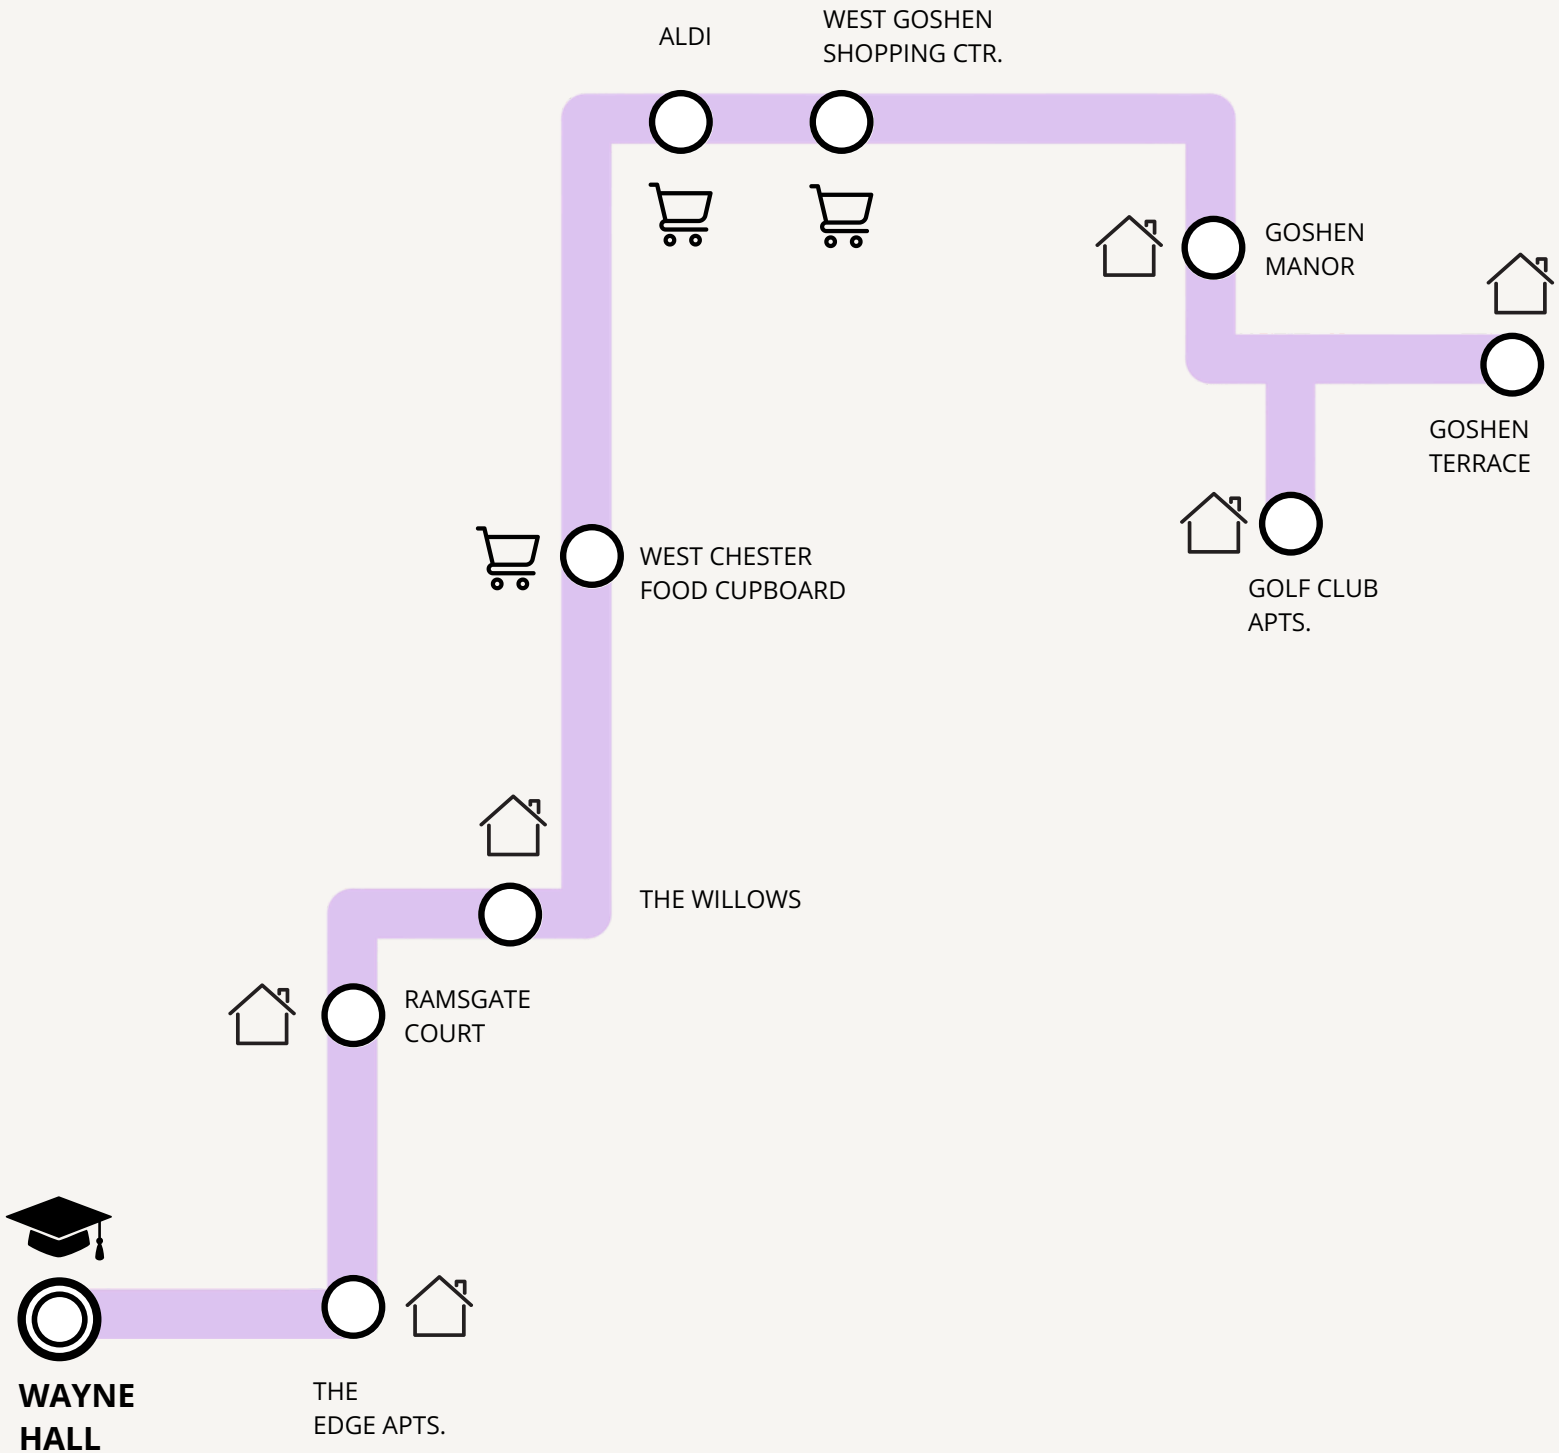 ALDI
WEST GOSHEN
SHOPPING CTR.
GOSHEN
MANOR
GOSHEN
TERRACE
WEST CHESTER
FOOD CUPBOARD
GOLF CLUB
APTS.
THE WILLOWS
RAMSGATE
COURT
WAYNE
HALL
THE
EDGE APTS.